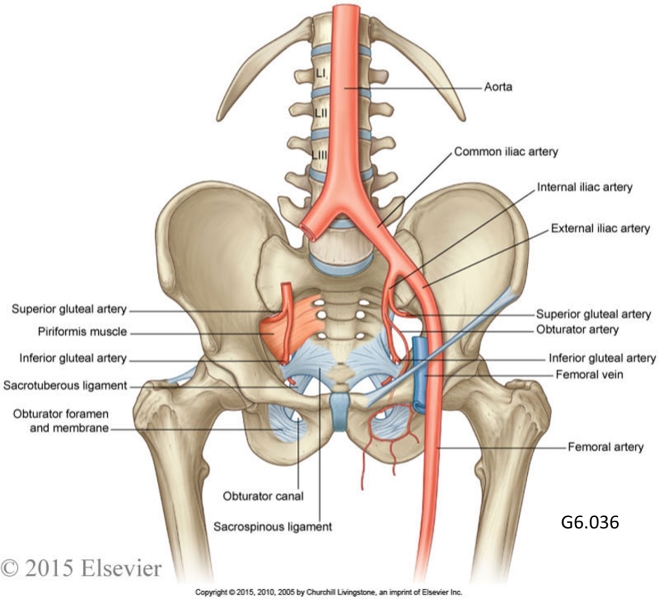 LI
LII
LIII
Aorta
Common iliac artery
Internal iliac artery
External iliac artery
Superior gluteal artery
Piriformis muscle
Inferior gluteal artery
Sacrotuberous ligament
Obturator foramen
and membrane
Superior gluteal artery
Obturator artery
Inferior gluteal artery
Femoral vein
Femoral artery
Obturator canal
Sacrospinous ligament
G6.036
© 2015 Elsevier
Copyright © 2015, 2010, 2005 by Churchill Livingstone, an imprint of Elsevier Inc.